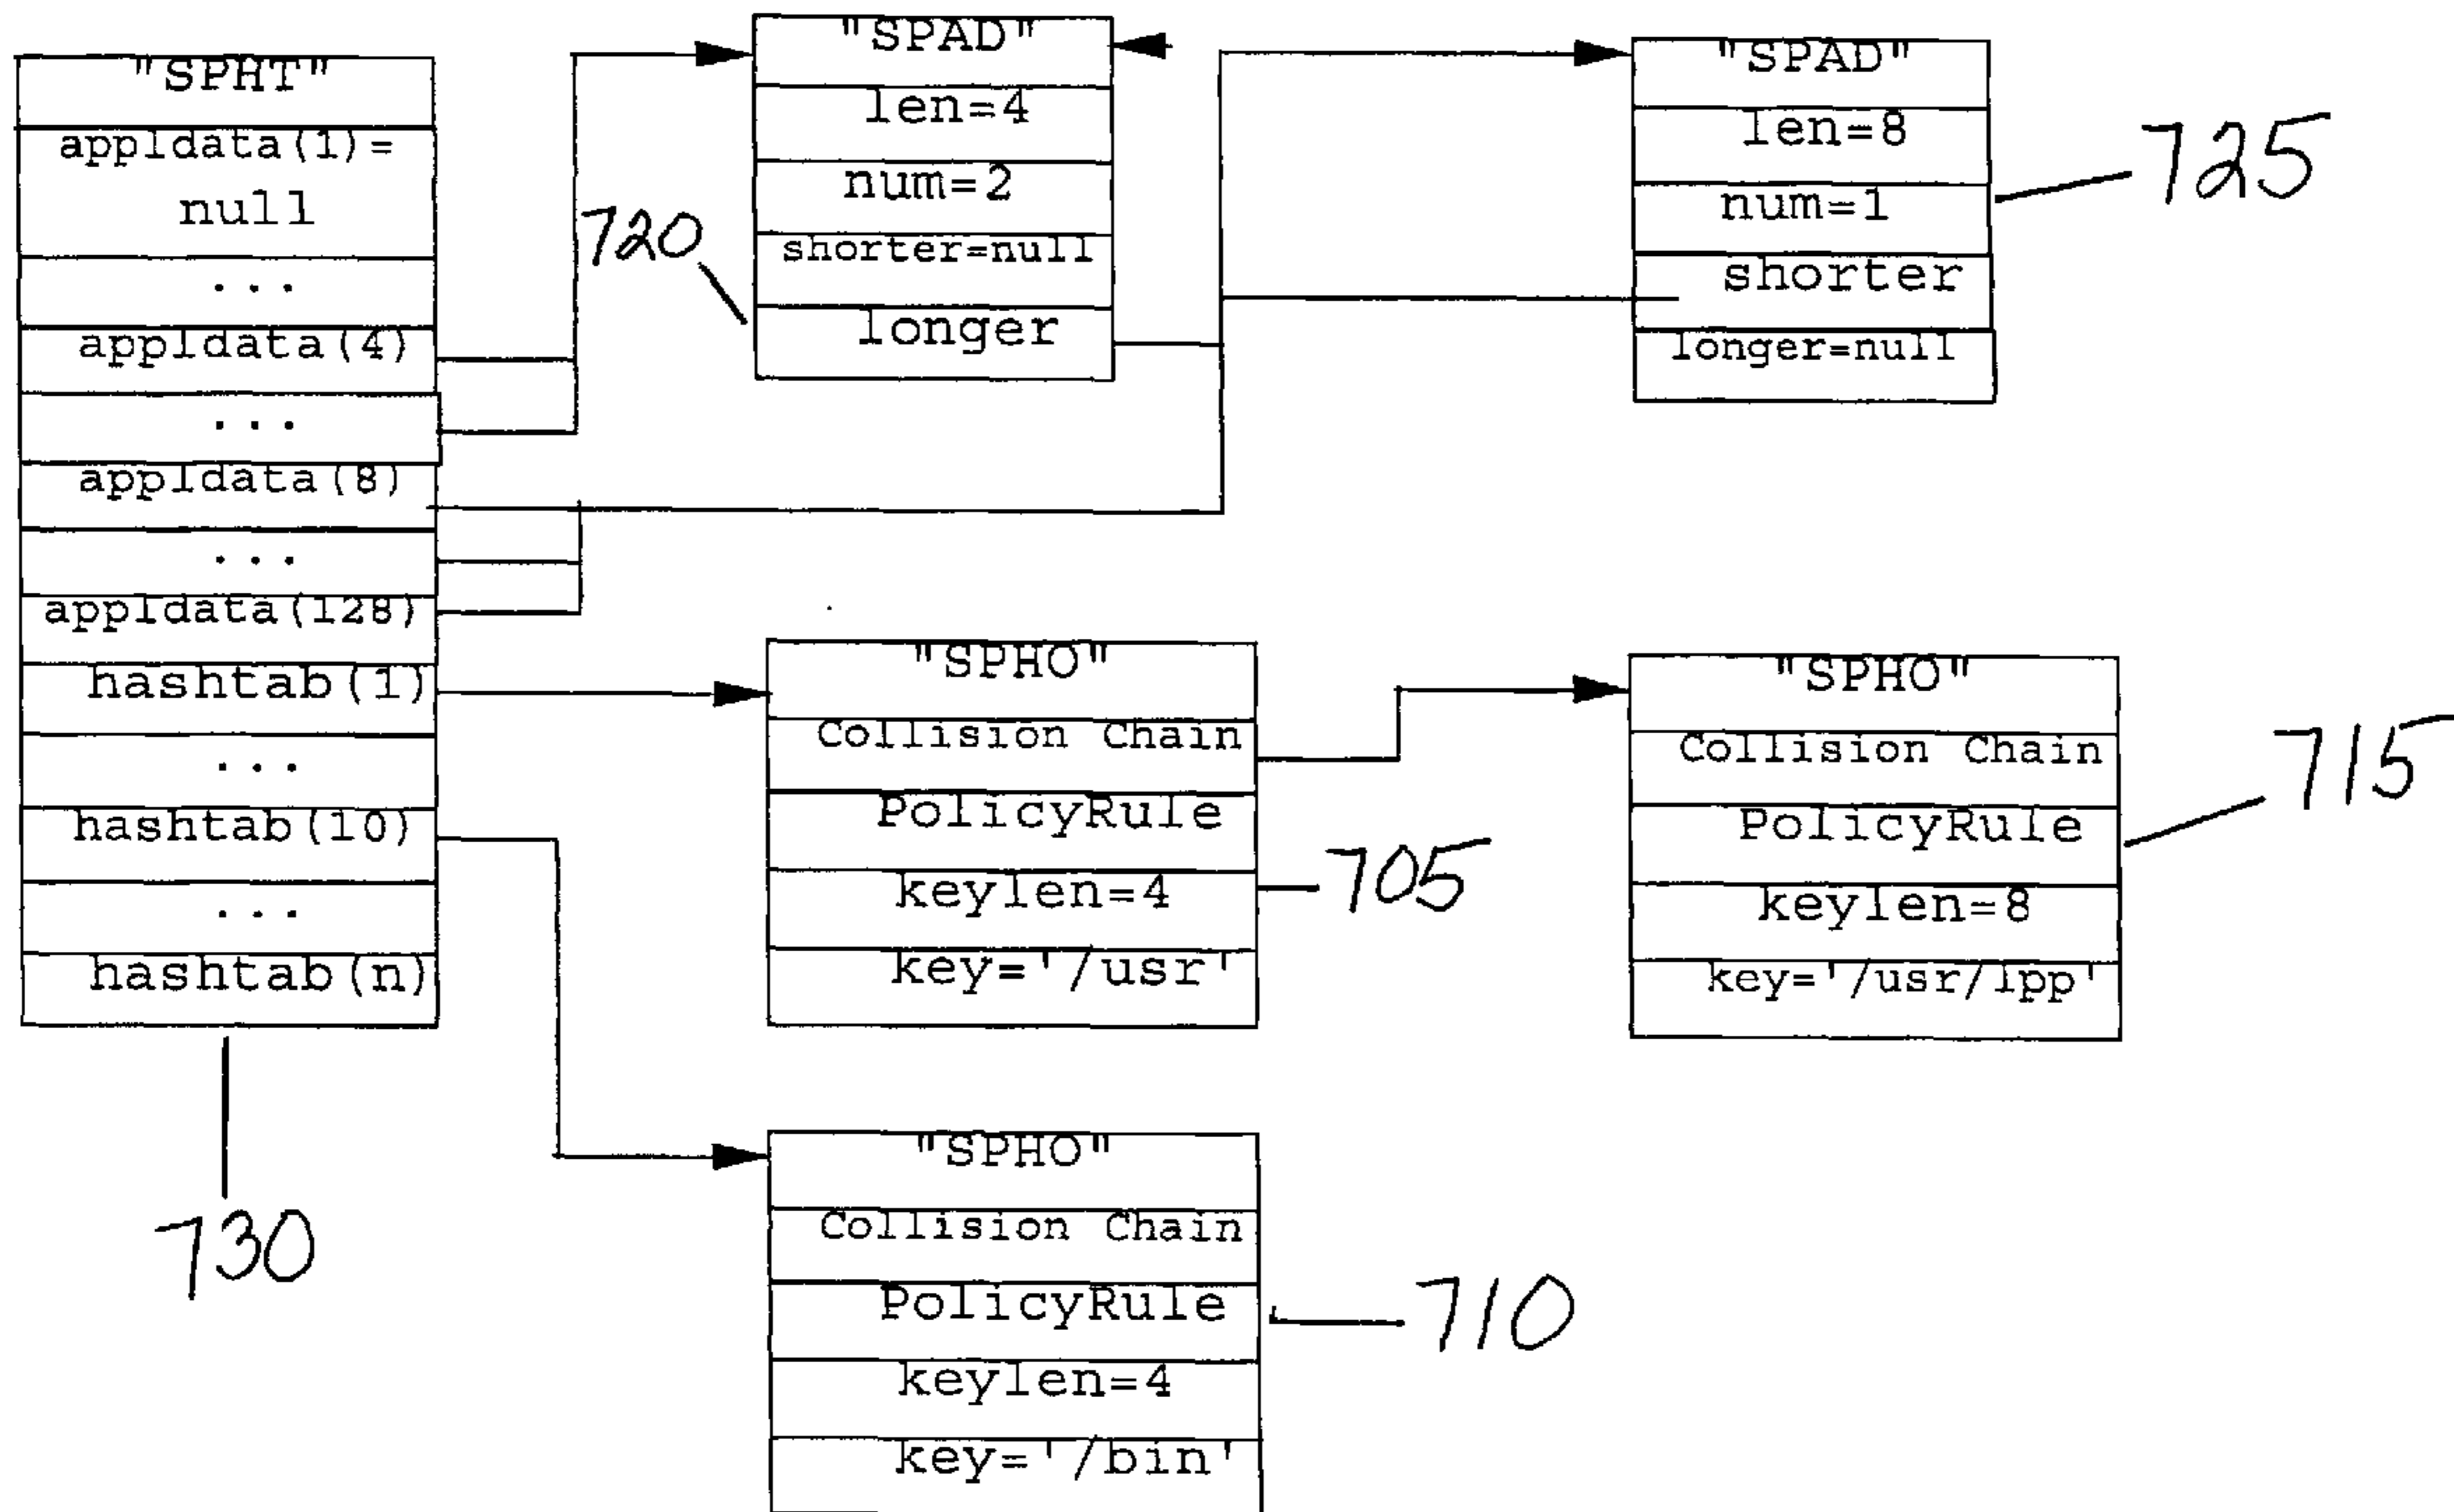 "SPHT"
appldata(1)=
null
...
appldata(4)
...
appldata(8)
...
appldata(128)
hashtab(1)
...
hashtab(10)
...
hashtab(n)
730
"SPAD"
len=4
num=2
shorter=null
longer
720
"SPAD"
len=8
num=1
shorter
longer=null
725
"SPHO"
Collision Chain
PolicyRule
keylen=4
key='/usr'
705
"SPHO"
Collision Chain
PolicyRule
keylen=8
key='/usr/lpp'
715
"SPHO"
Collision Chain
PolicyRule
keylen=4
key='/bin'
710